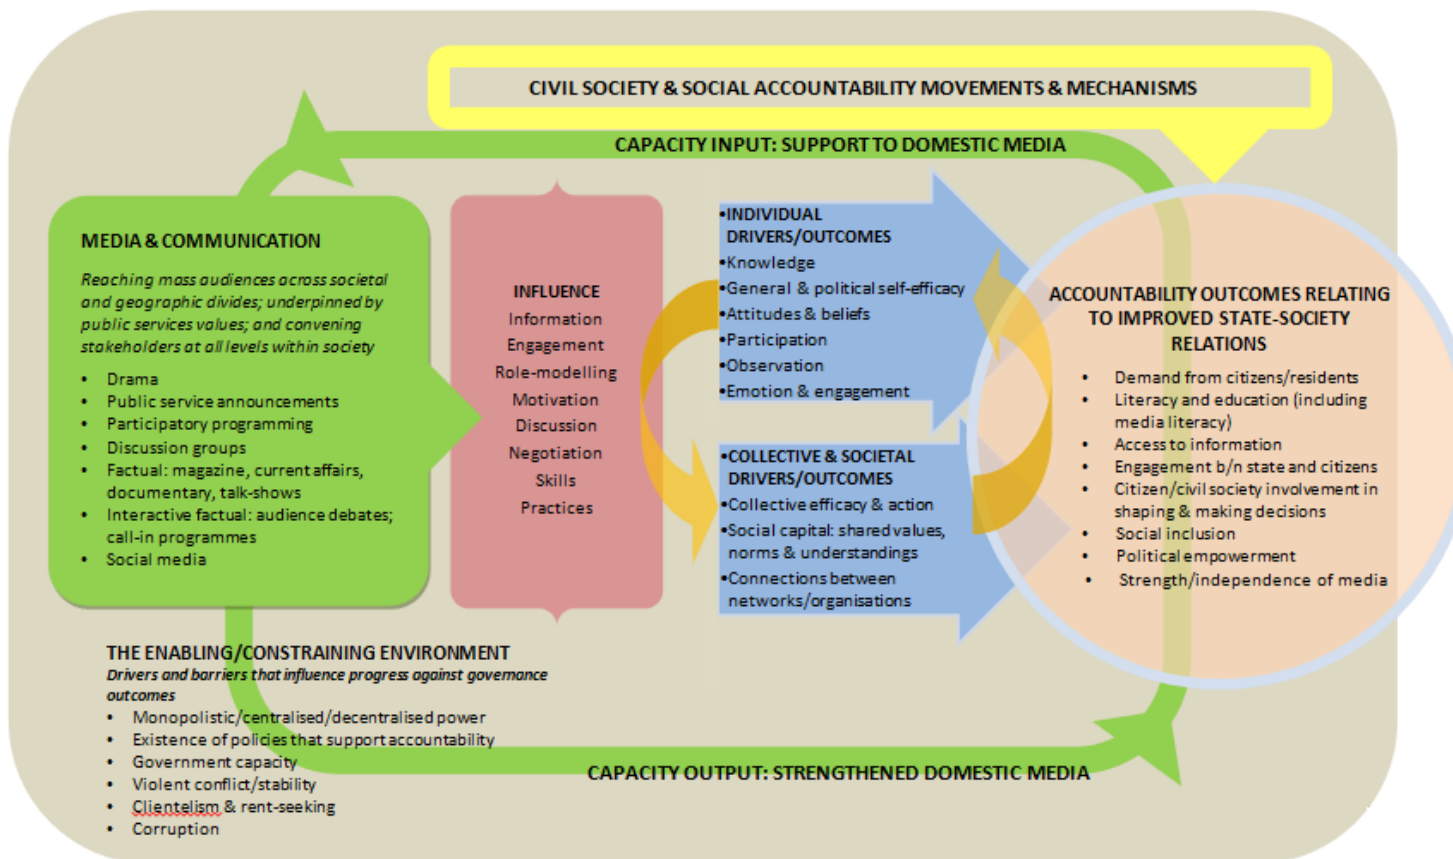 CIVIL SOCIETY & SOCIAL ACCOUNTABILITY MOVEMENTS & MECHANISMS
CAPACITY INPUT: SUPPORT TO DOMESTIC MEDIA
MEDIA & COMMUNICATION
Reaching mass audiences across societal
and geographic divides; underpinned by
public services values; and convening
stakeholders at all levels within society
• Drama
• Public service announcements
• Participatory programming
• Discussion groups
• Factual: magazine, current affairs,
documentary, talk-shows
• Interactive factual: audience debates;
call-in programmes
• Social media
INFLUENCE
Information
Engagement
Role-modelling
Motivation
Discussion
Negotiation
Skills
Practices
•INDIVIDUAL
DRIVERS/OUTCOMES
•Knowledge
•General & political self-efficacy
•Attitudes & beliefs
•Participation
•Observation
•Emotion & engagement
•COLLECTIVE & SOCIETAL
DRIVERS/OUTCOMES
•Collective efficacy & action
•Social capital: shared values,
norms & understandings
•Connections between
networks/organisations
ACCOUNTABILITY OUTCOMES RELATING
TO IMPROVED STATE-SOCIETY
RELATIONS
• Demand from citizens/residents
• Literacy and education (including
media literacy)
• Access to information
• Engagement b/n state and citizens
• Citizen/civil society involvement in
shaping & making decisions
• Social inclusion
• Political empowerment
• Strength/independence of media
THE ENABLING/CONSTRAINING ENVIRONMENT
Drivers and barriers that influence progress against governance
outcomes
• Monopolistic/centralised/decentralised power
• Existence of policies that support accountability
• Government capacity
• Violent conflict/stability
• Clientelism & rent-seeking
• Corruption
CAPACITY OUTPUT: STRENGTHENED DOMESTIC MEDIA